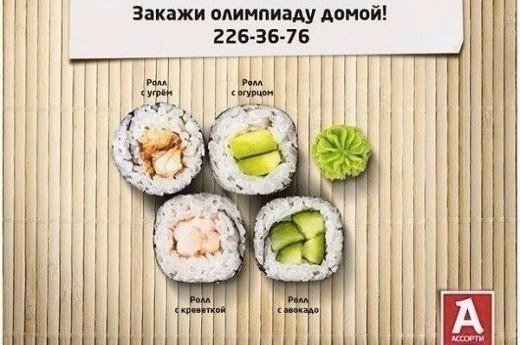 Закажи олимпиаду домой!
226-36-76
Ролл
с угрём
Ролл
с огурцом
Ролл
с креветкой
Ролл
с авокадо
А
АССОРТИ